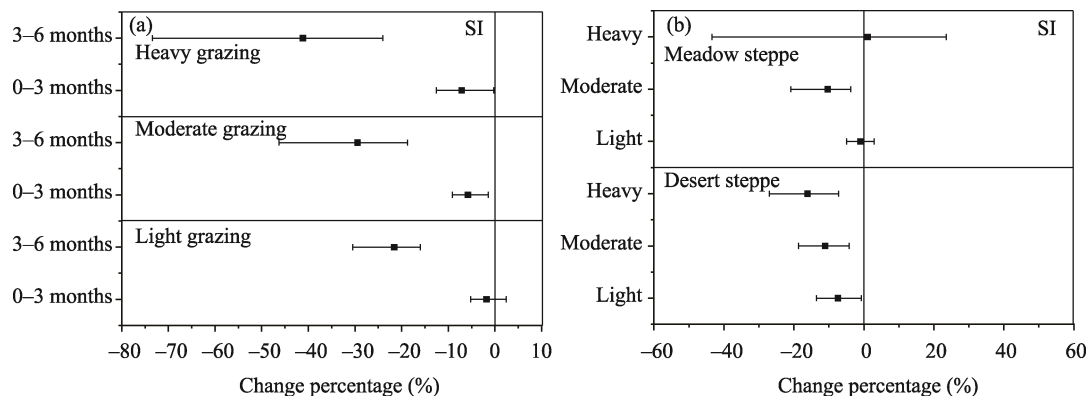 (a)
SI
3–6 months
Heavy grazing
0–3 months
Moderate grazing
3–6 months
0–3 months
Light grazing
3–6 months
0–3 months
–80 –70 –60 –50 –40 –30 –20 –10 0 10
Change percentage (%)
(b)
SI
Heavy
Meadow steppe
Moderate
Light
Desert steppe
Heavy
Moderate
Light
–60 –40 –20 0 20 40 60
Change percentage (%)